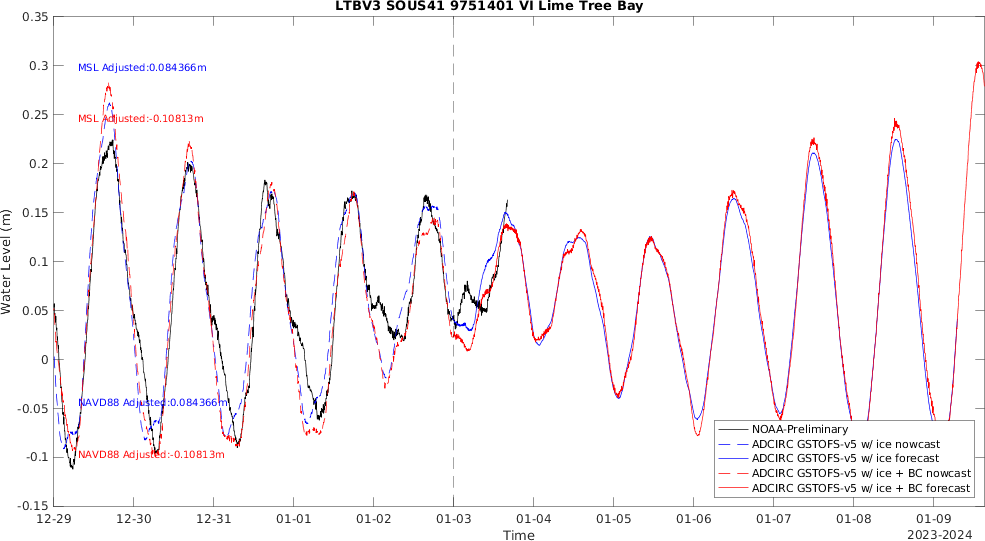 LTBV3 SOUS41 9751401 VI Lime Tree Bay
0.35
0.3
0.25
0.2
0.15
0.1
0.05
0
-0.05
-0.1
-0.15
Water Level (m)
MSL Adjusted:0.084366m
MSL Adjusted:-0.10813m
NAVD88 Adjusted:0.084366m
NAVD88 Adjusted:-0.10813m
NOAA-Preliminary
ADCIRC GSTOFS-v5 w/ ice nowcast
ADCIRC GSTOFS-v5 w/ ice forecast
ADCIRC GSTOFS-v5 w/ ice + BC nowcast
ADCIRC GSTOFS-v5 w/ ice + BC forecast
12-29 12-30 12-31 01-01 01-02 01-03 01-04 01-05 01-06 01-07 01-08 01-09
Time
2023-2024